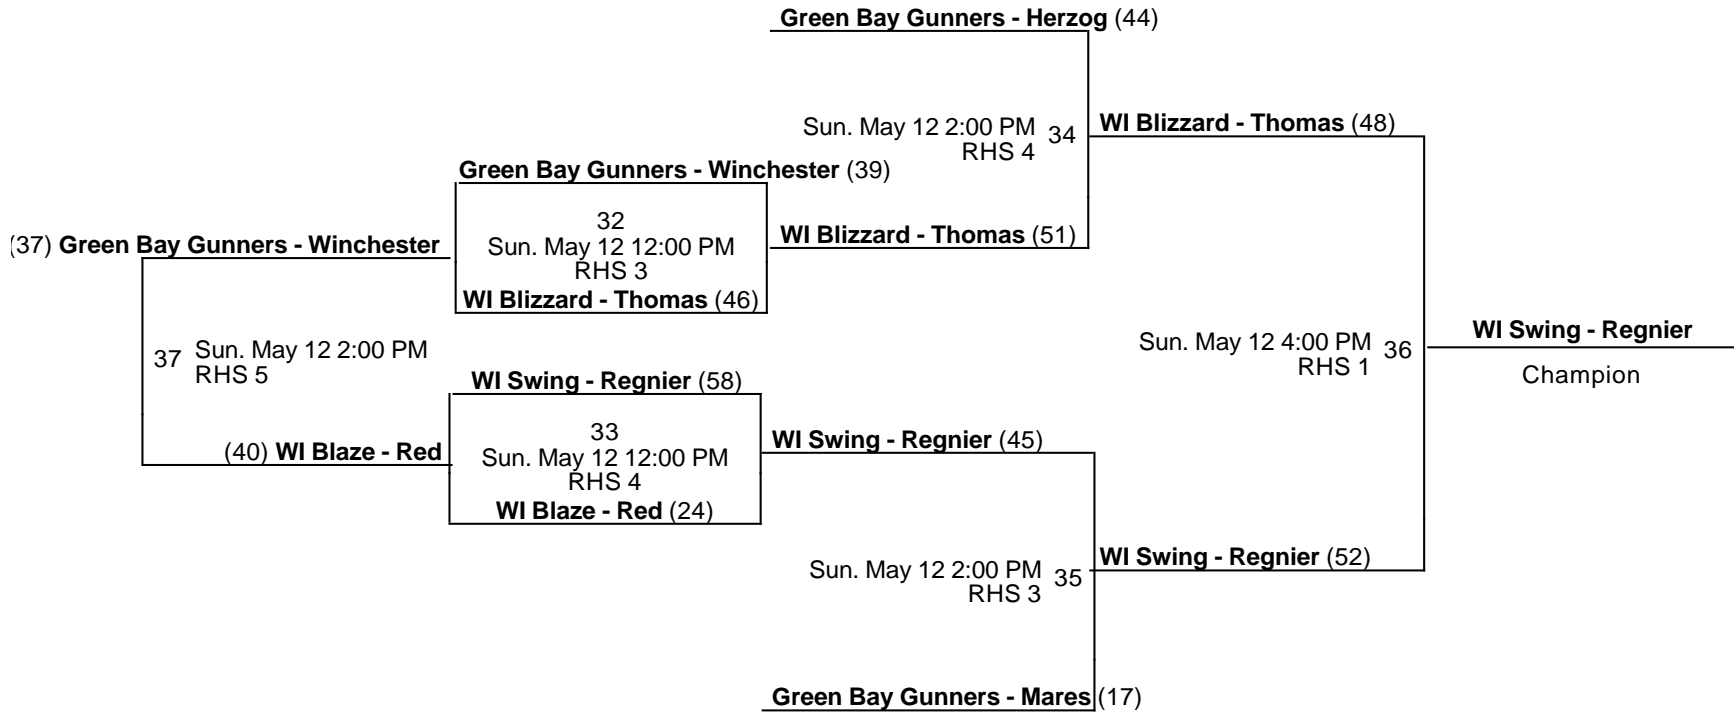 Green Bay Gunners - Herzog (44)
Sun. May 12 2:00 PM
RHS 4
34
WI Blizzard - Thomas (48)
Green Bay Gunners - Winchester (39)
32
Sun. May 12 12:00 PM
RHS 3
WI Blizzard - Thomas (46)
WI Blizzard - Thomas (51)
(37) Green Bay Gunners - Winchester
37
Sun. May 12 2:00 PM
RHS 5
(40) WI Blaze - Red
WI Swing - Regnier (58)
33
Sun. May 12 12:00 PM
RHS 4
WI Blaze - Red (24)
WI Swing - Regnier (45)
Sun. May 12 2:00 PM
RHS 3
35
WI Swing - Regnier (52)
Green Bay Gunners - Mares (17)
Sun. May 12 4:00 PM
RHS 1
36
WI Swing - Regnier
Champion